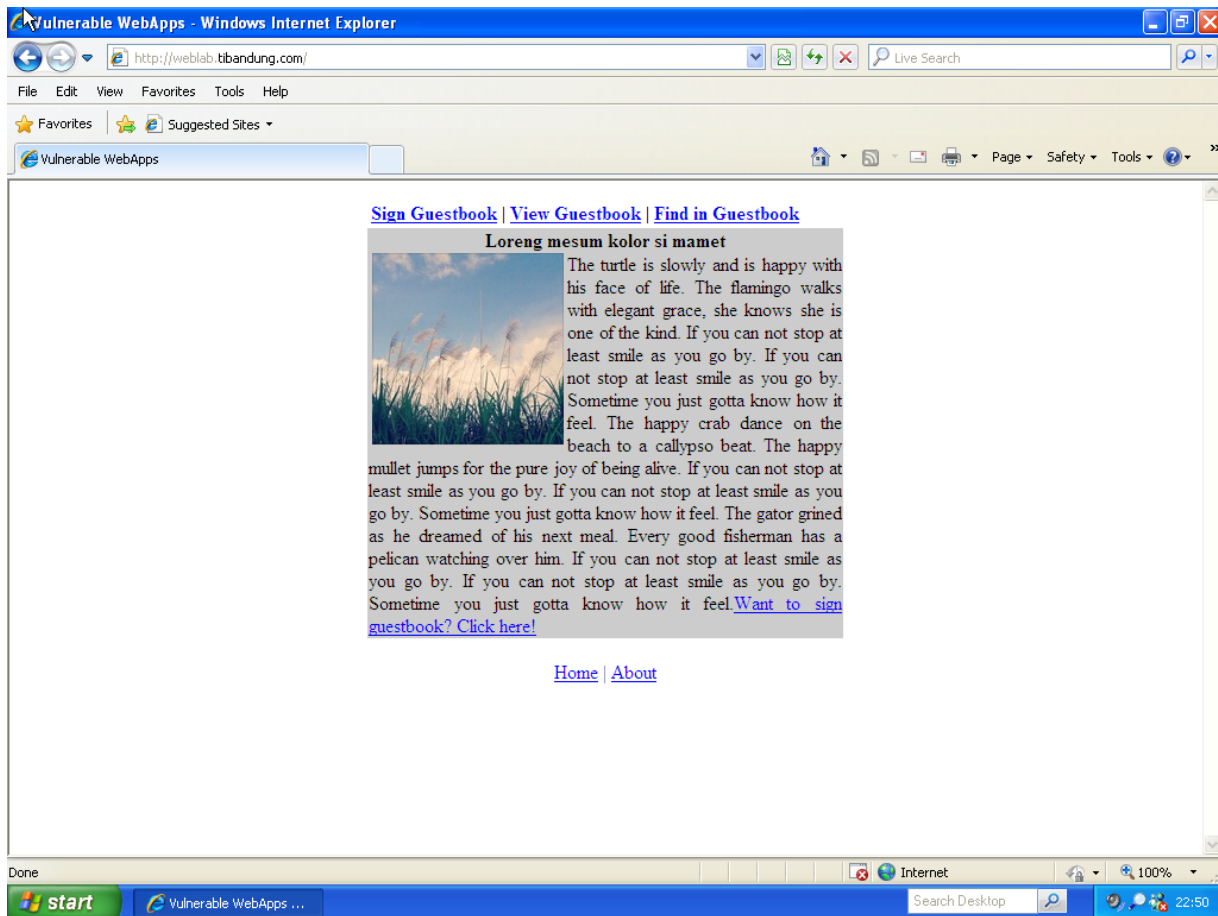 Vulnerable WebApps - Windows Internet Explorer
http://weblab.tibandung.com/
Live Search
File Edit View Favorites Tools Help
Favorites Suggested Sites
Vulnerable WebApps
Page Safety Tools
Sign Guestbook | View Guestbook | Find in Guestbook
Loreng mesum kolor si mamet
The turtle is slowly and is happy with
his face of life. The flamingo walks
with elegant grace, she knows she is
one of the kind. If you can not stop at
least smile as you go by. If you can
not stop at least smile as you go by.
Sometime you just gotta know how it
feel. The happy crab dance on the
beach to a callypso beat. The happy
mullet jumps for the pure joy of being alive. If you can not stop at
least smile as you go by. If you can not stop at least smile as you
go by. Sometime you just gotta know how it feel. The gator grined
as he dreamed of his next meal. Every good fisherman has a
pelican watching over him. If you can not stop at least smile as
you go by. If you can not stop at least smile as you go by.
Sometime you just gotta know how it feel.Want to sign
guestbook? Click here!
Home | About
Done
Internet
100%
start
Vulnerable WebApps ...
Search Desktop
22:50